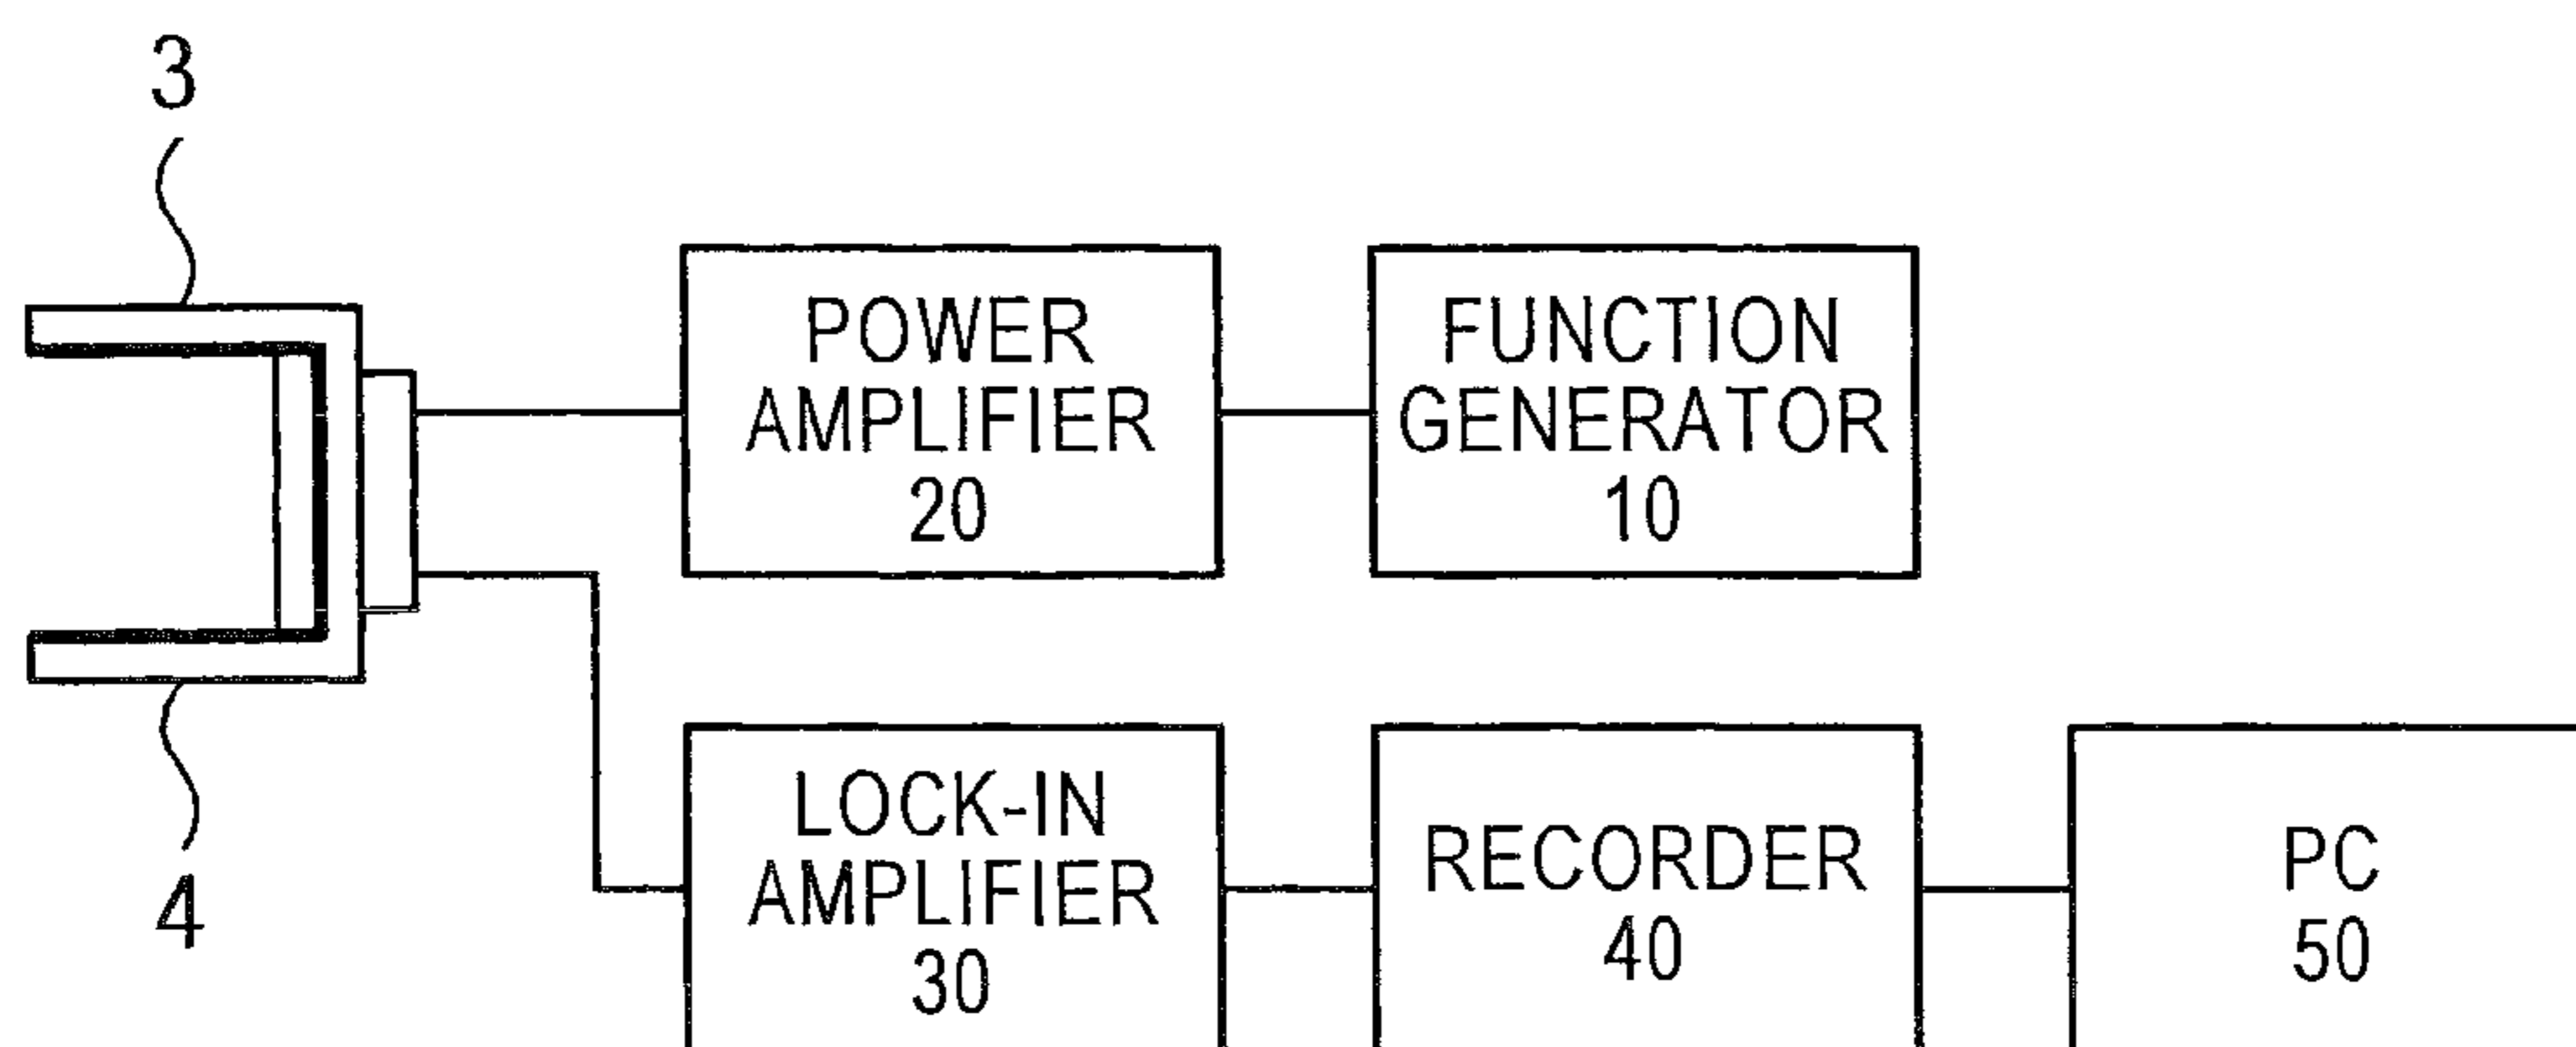 3
POWER
AMPLIFIER
20
FUNCTION
GENERATOR
10
4
LOCK-IN
AMPLIFIER
30
RECORDER
40
PC
50